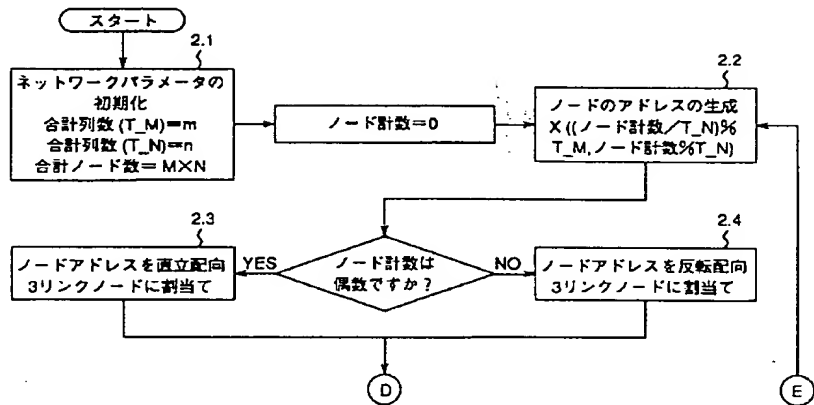 スタート
2.1
ネットワークパラメータの
初期化
合計列数(T_M)=m
合計列数(T_N)=n
合計ノード数=M×N
ノード計数=0
2.2
ノードのアドレスの生成
X((ノード計数/T_N)%
T_M,ノード計数%T_N)
2.3
ノードアドレスを直立配向
3リンクノードに割当て
YES
ノード計数は
偶数ですか?
NO
2.4
ノードアドレスを反転配向
3リンクノードに割当て
D
E